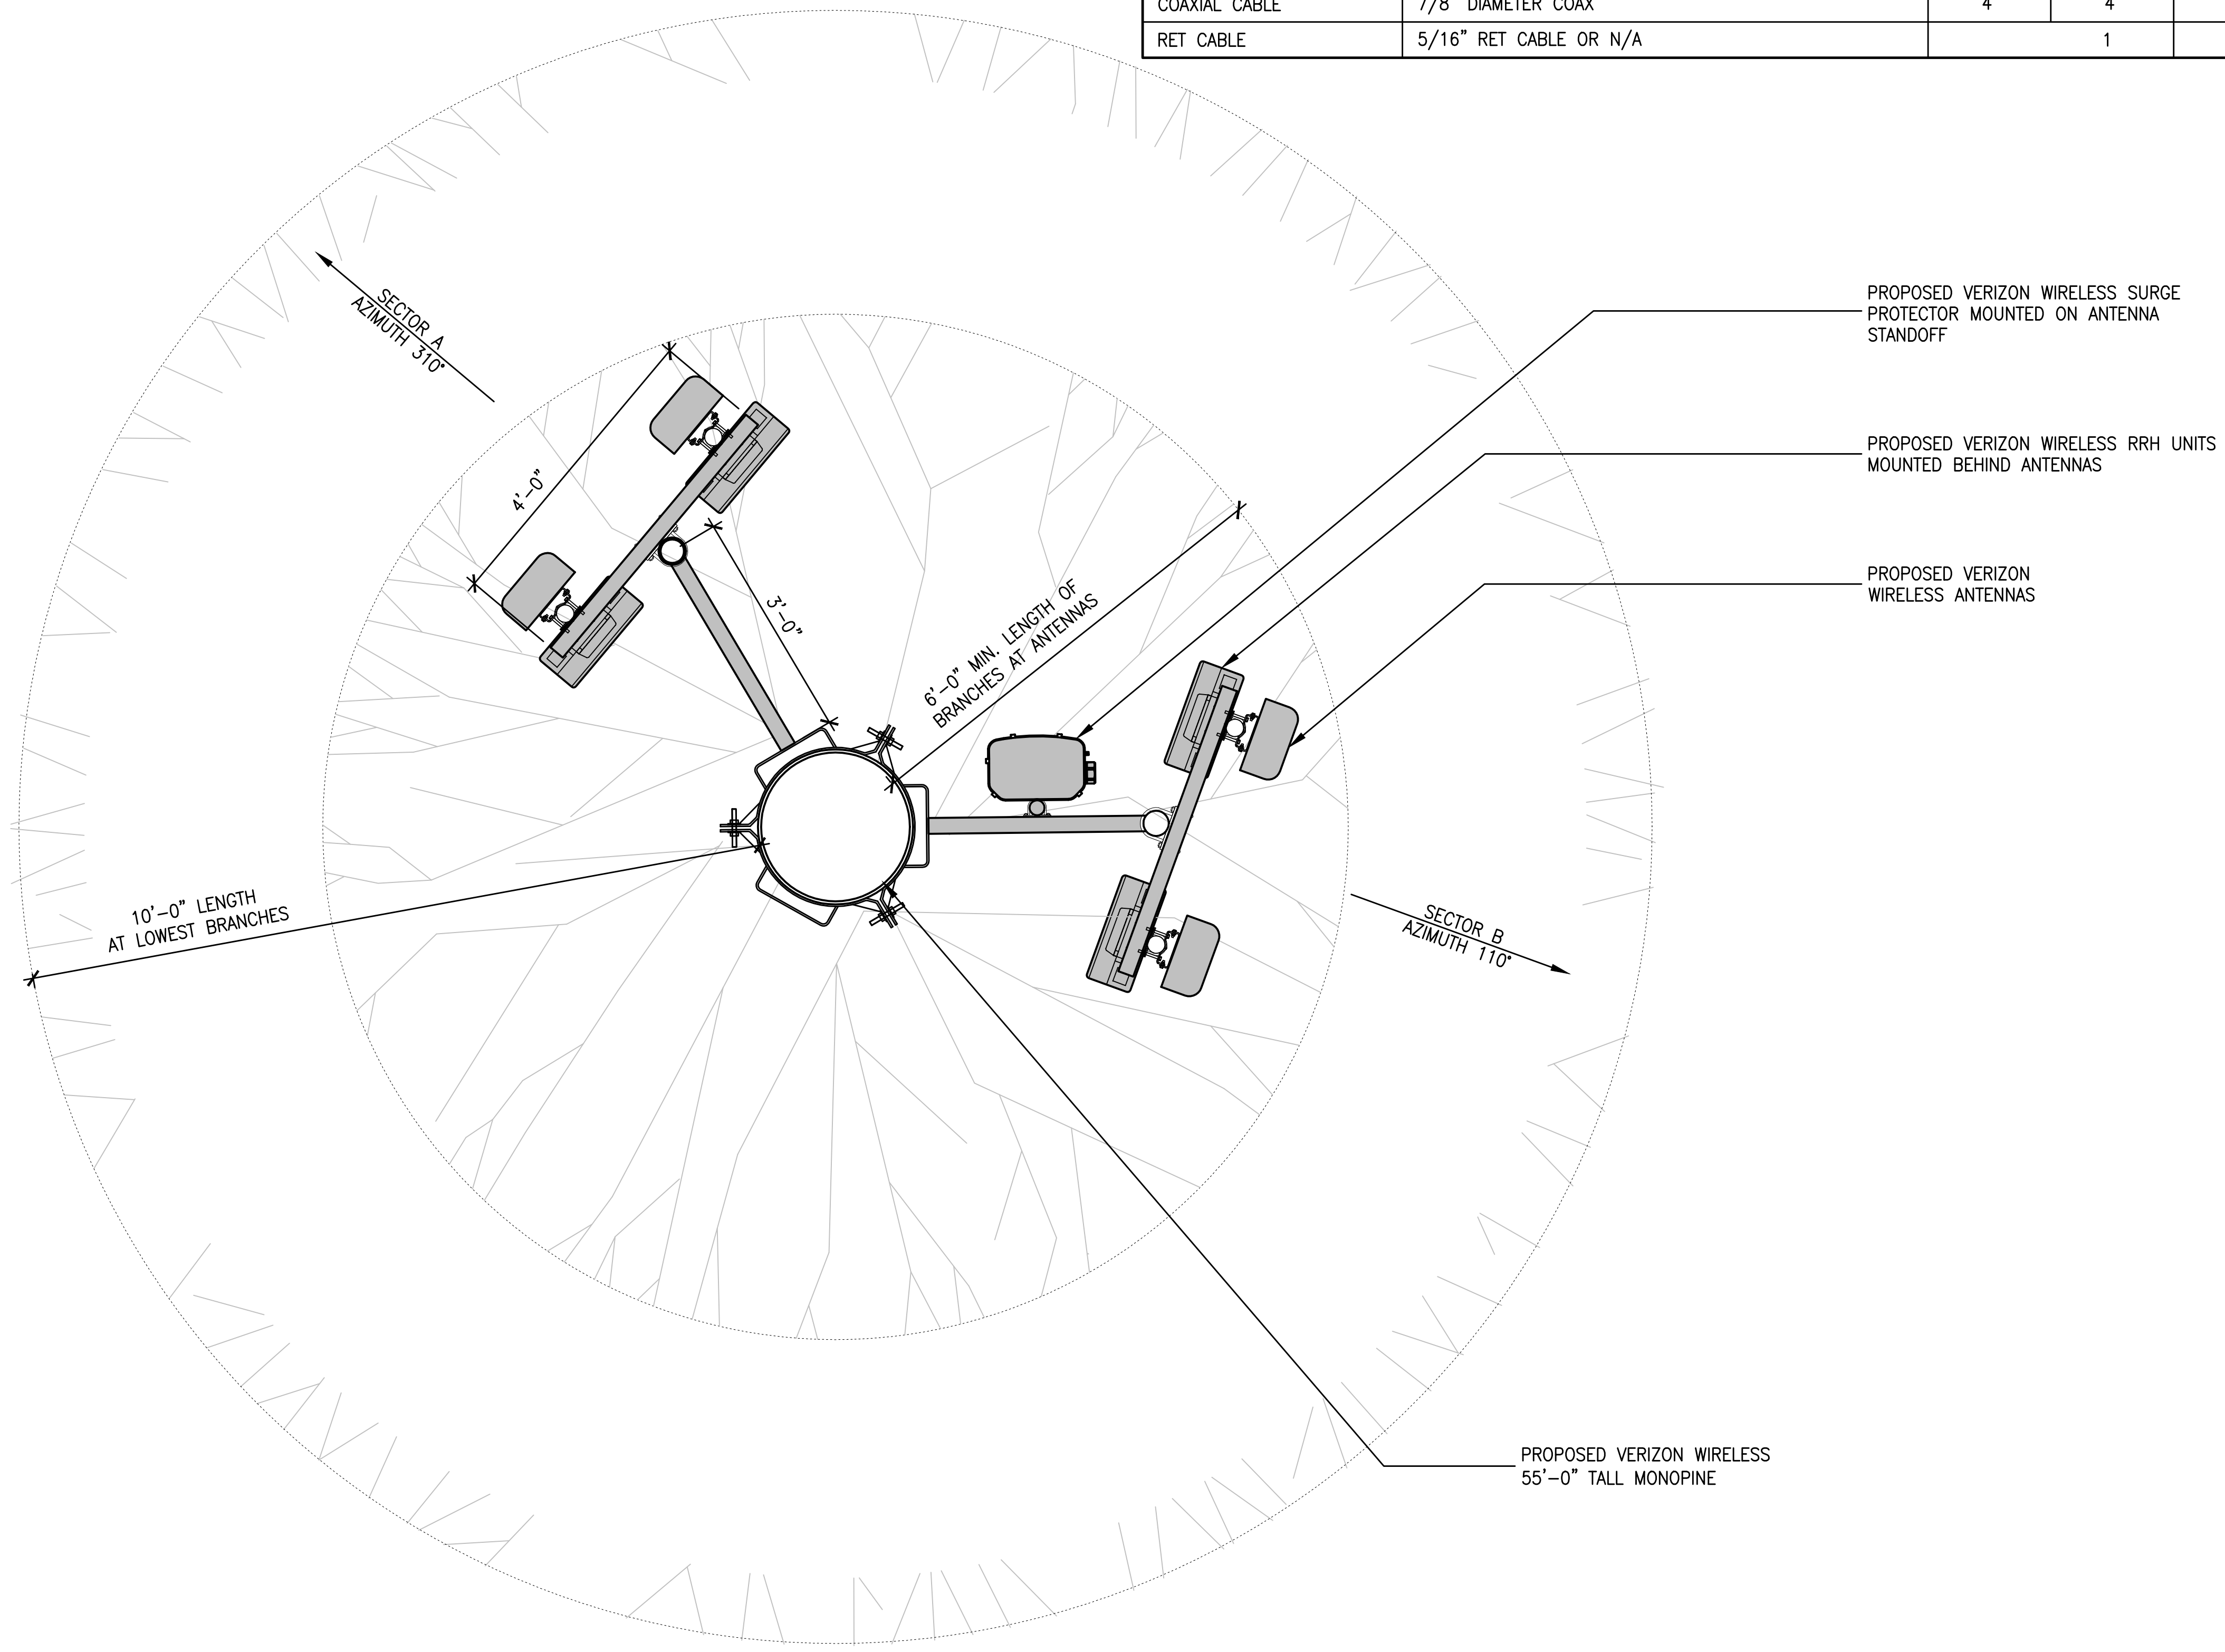 COAXIAL CABLE 7/8" DIAMETER COAX 4 4
RET CABLE 5/16" RET CABLE OR N/A 1
SECTOR A
AZIMUTH 310°
4'-0"
3'-0"
6'-0" MIN. LENGTH OF
BRANCHES AT ANTENNAS
PROPOSED VERIZON WIRELESS SURGE
PROTECTOR MOUNTED ON ANTENNA
STANDOFF
PROPOSED VERIZON WIRELESS RRH UNITS
MOUNTED BEHIND ANTENNAS
PROPOSED VERIZON
WIRELESS ANTENNAS
10'-0" LENGTH
AT LOWEST BRANCHES
SECTOR B
AZIMUTH 110°
PROPOSED VERIZON WIRELESS
55'-0" TALL MONOPINE